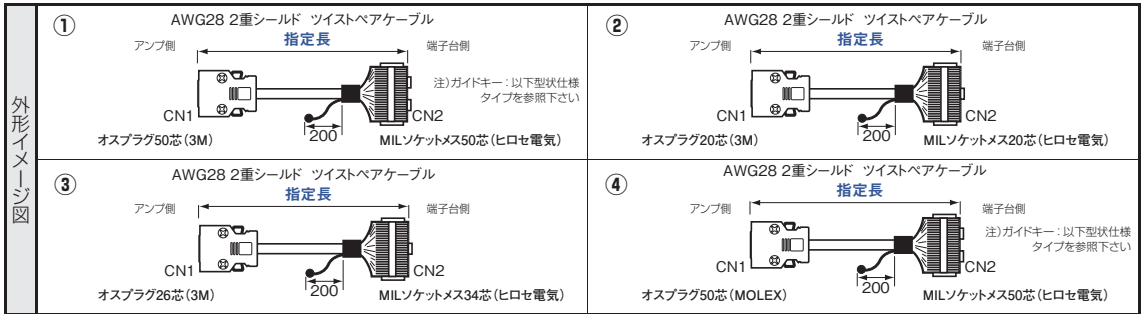 外形イメージ図
①
AWG28 2重シールド ツイストペアケーブル
アンプ側
指定長
端子台側
注)ガイドキー:以下型状仕様
タイプを参照下さい
CN1
200
CN2
オスプラグ50芯(3M)
MILソケットメス50芯(ヒロセ電気)
②
AWG28 2重シールド ツイストペアケーブル
アンプ側
指定長
端子台側
CN1
200
CN2
オスプラグ20芯(3M)
MILソケットメス20芯(ヒロセ電気)
③
AWG28 2重シールド ツイストペアケーブル
アンプ側
指定長
端子台側
CN1
200
CN2
オスプラグ26芯(3M)
MILソケットメス34芯(ヒロセ電気)
④
AWG28 2重シールド ツイストペアケーブル
アンプ側
指定長
端子台側
注)ガイドキー:以下型状仕様
タイプを参照下さい
CN1
200
CN2
オスプラグ50芯(MOLEX)
MILソケットメス50芯(ヒロセ電気)